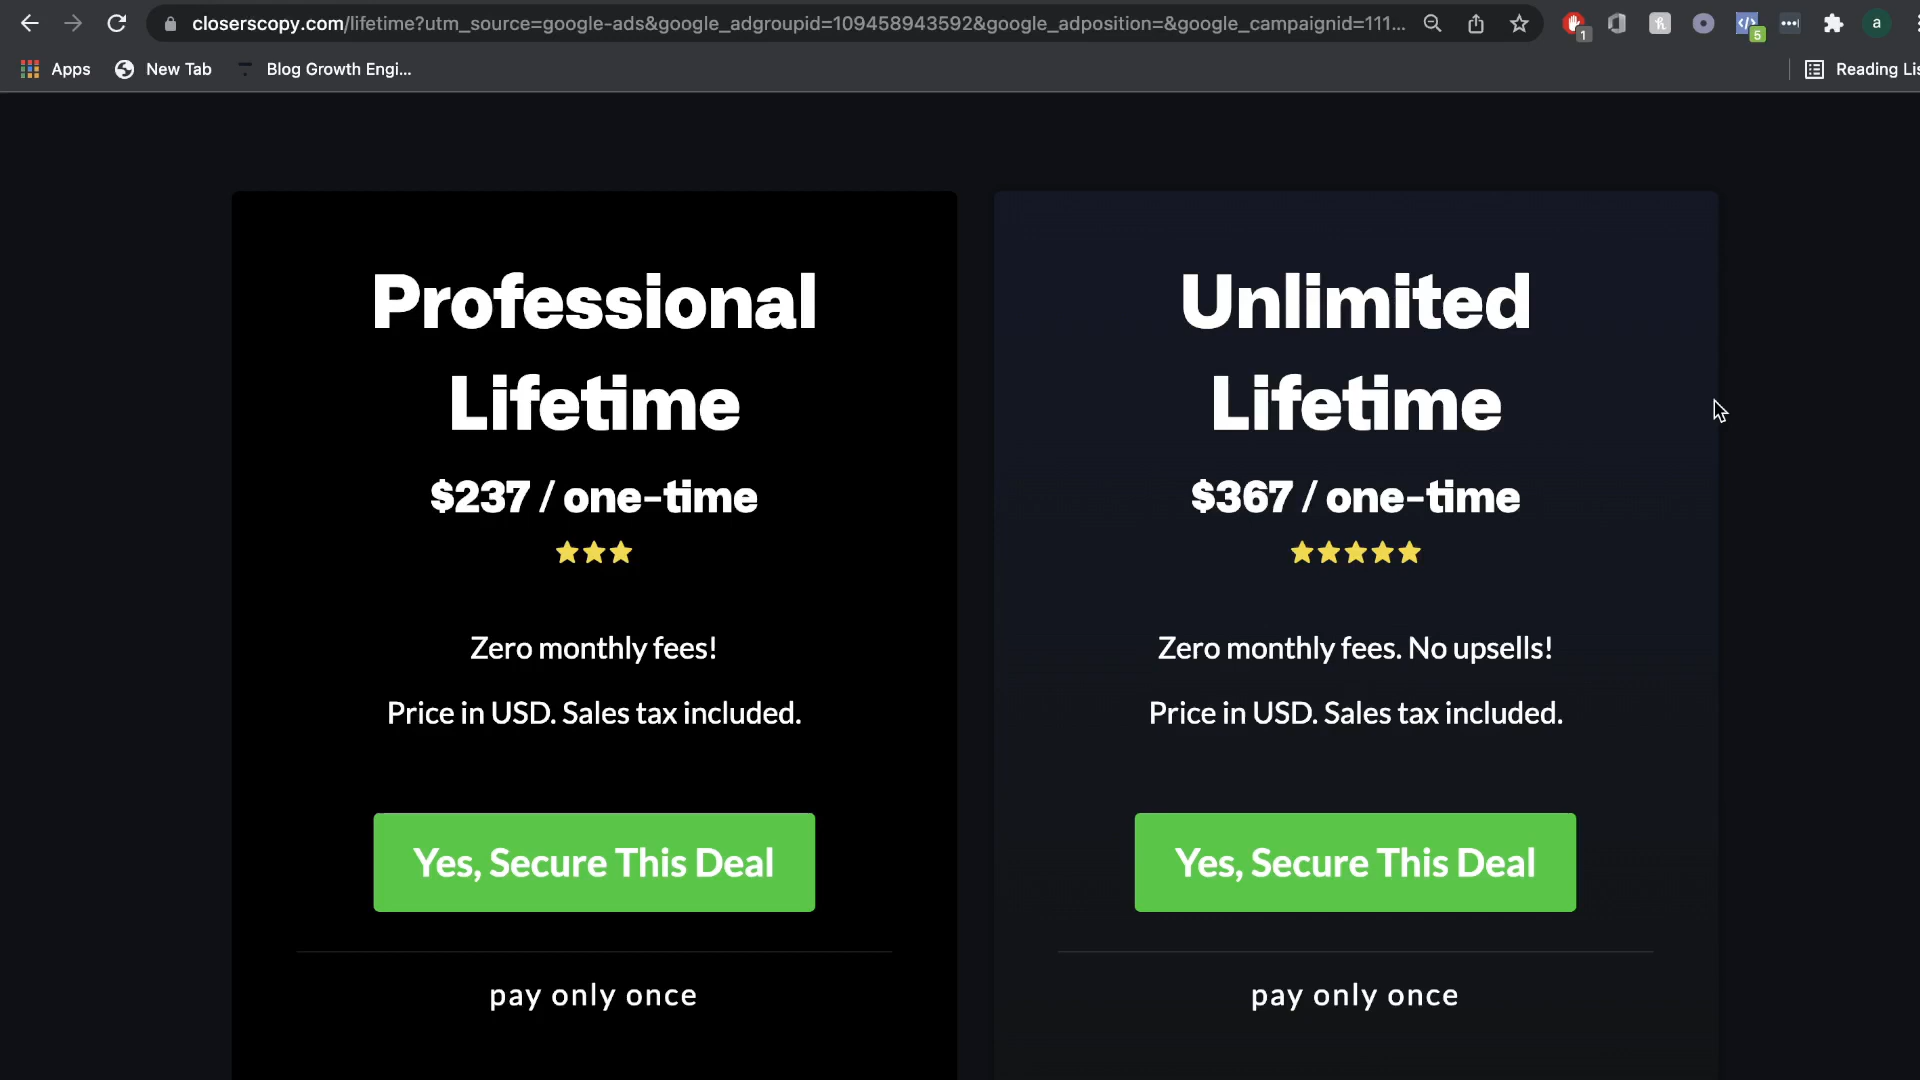 closerscopy.com/lifetime?utm_source=google-ads&google_adgroupid=109458943592&google_adposition=&google_campaignid=111...
1
5
a
Apps
New Tab
Blog Growth Engi...
Reading Lis
Professional
Lifetime
$237 / one-time
Zero monthly fees!
Price in USD. Sales tax included.
Yes, Secure This Deal
pay only once
Unlimited
Lifetime
$367 / one-time
Zero monthly fees. No upsells!
Price in USD. Sales tax included.
Yes, Secure This Deal
pay only once